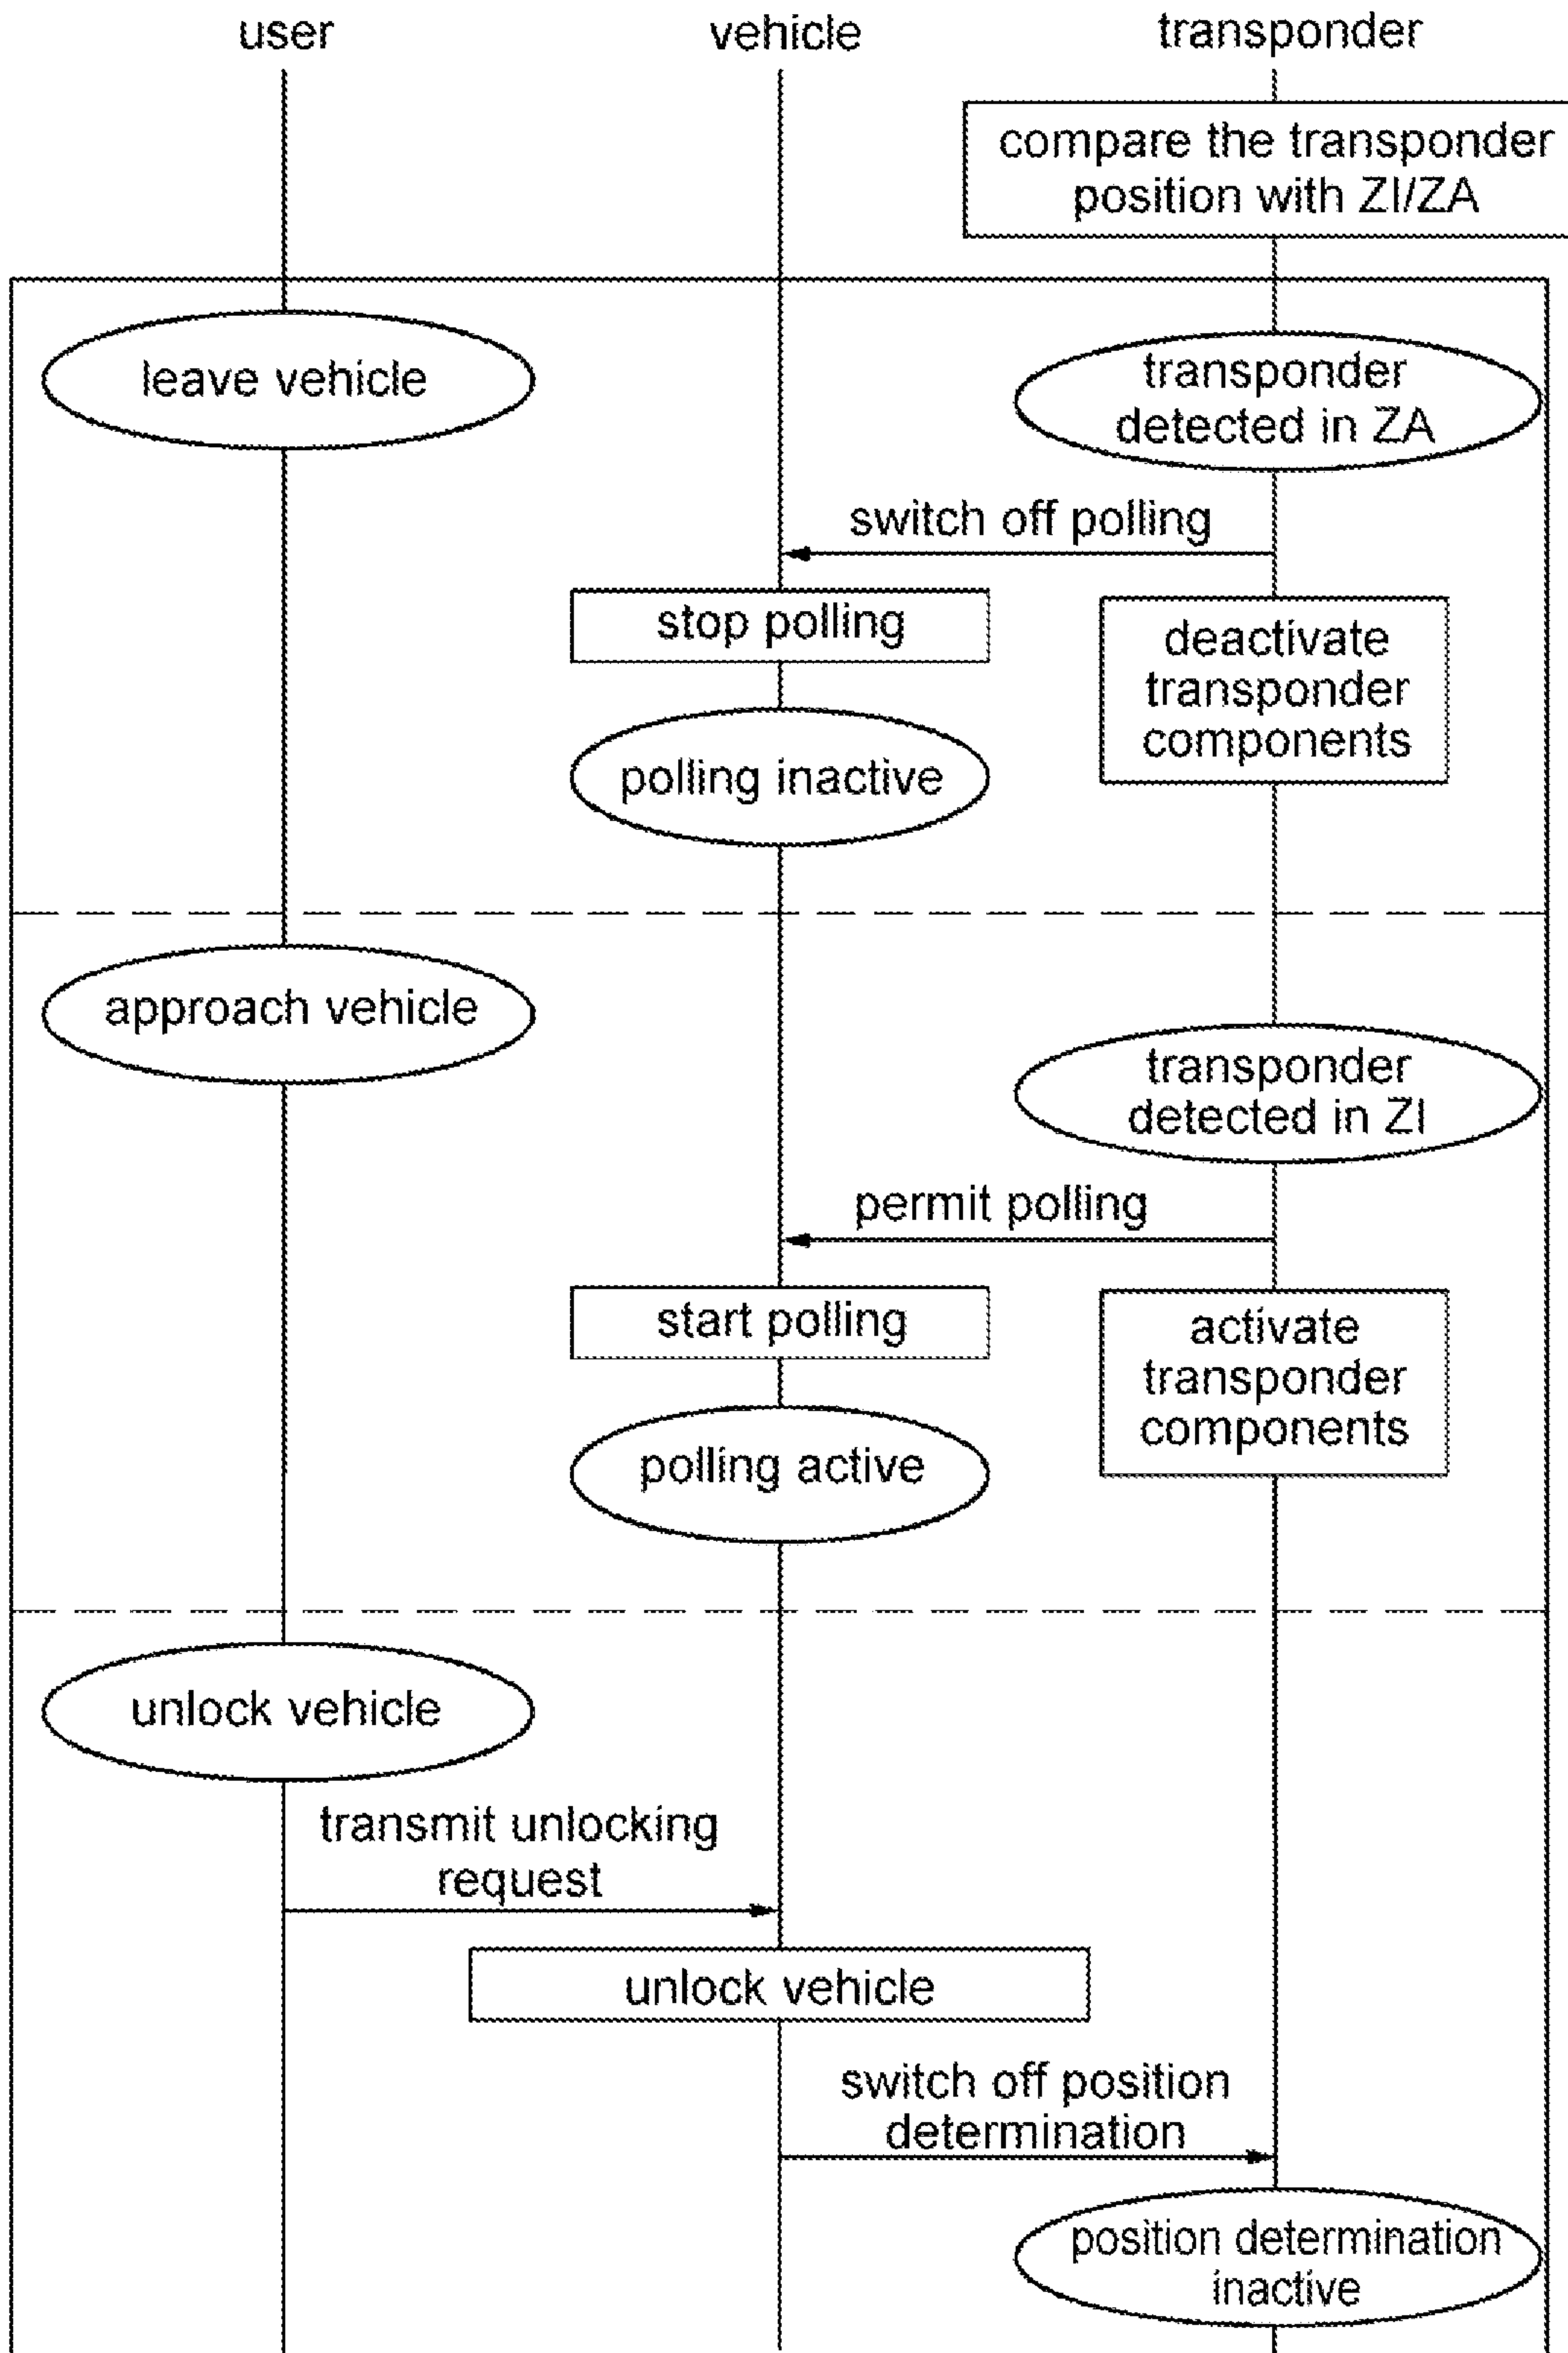 user
vehicle
transponder
compare the transponder
position with ZI/ZA
leave vehicle
transponder
detected in ZA
switch off polling
stop polling
deactivate
transponder
components
polling inactive
approach vehicle
transponder
detected in ZI
permit polling
start polling
activate
transponder
components
polling active
unlock vehicle
transmit unlocking
request
unlock vehicle
switch off position
determination
position determination
inactive